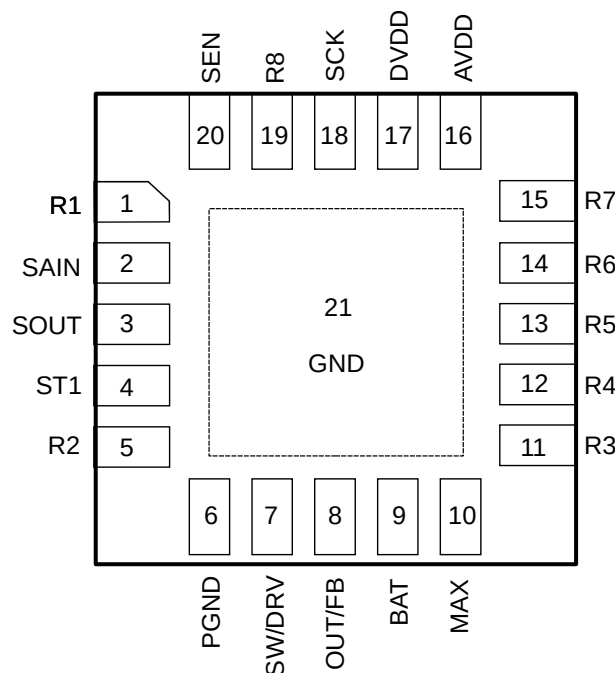 SEN R8 SCK DVDD AVDD
20 19 18 17 16
R1 1 15 R7
SAIN 2 14 R6
SOUT 3 13 R5
ST1 4 12 R4
R2 5 11 R3
21
GND
6 7 8 9 10
PGND SW/DRV OUT/FB BAT MAX